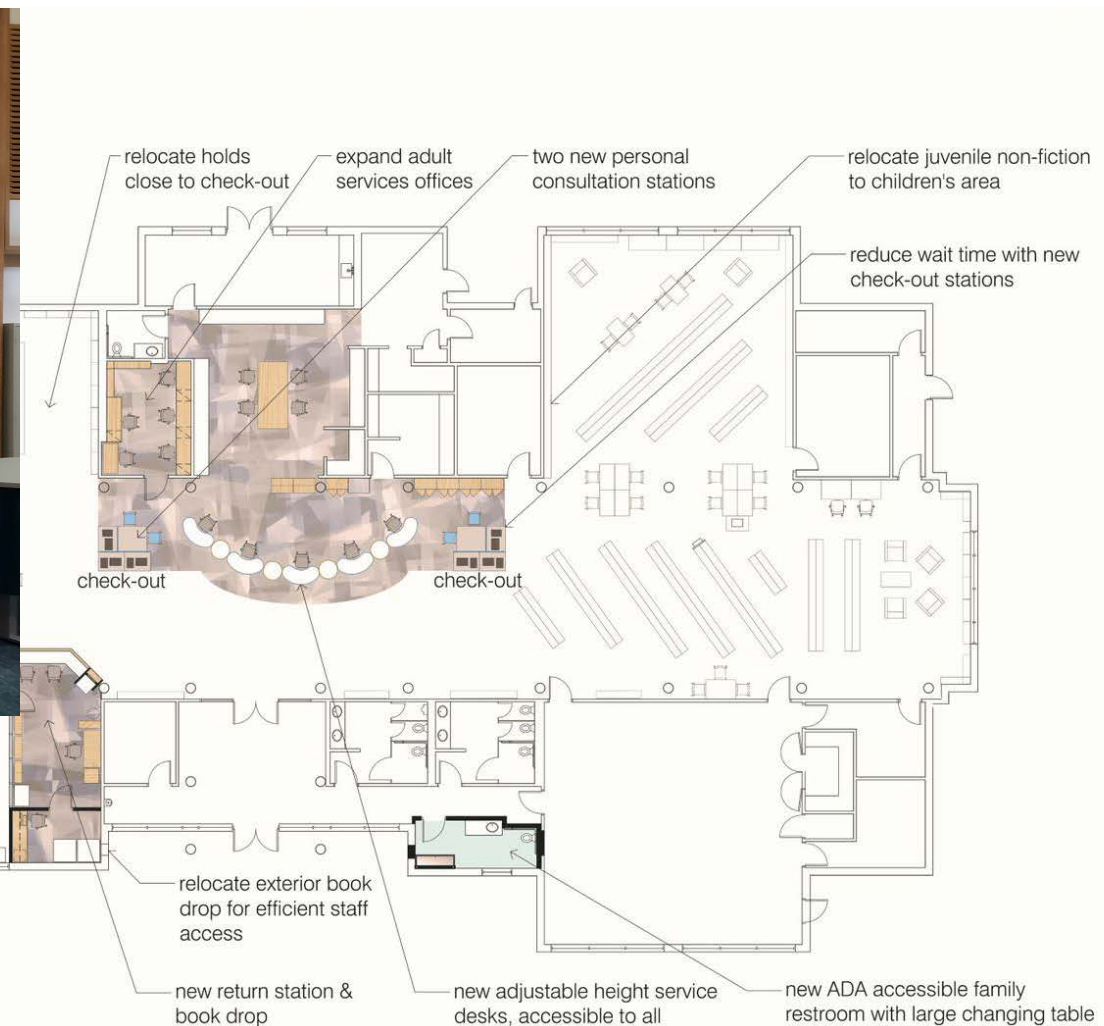 relocate holds
close to check-out
expand adult
services offices
two new personal
consultation stations
relocate juvenile non-fiction
to children's area
reduce wait time with new
check-out stations
check-out
check-out
relocate exterior book
drop for efficient staff
access
new return station &
book drop
new adjustable height service
desks, accessible to all
new ADA accessible family
restroom with large changing table